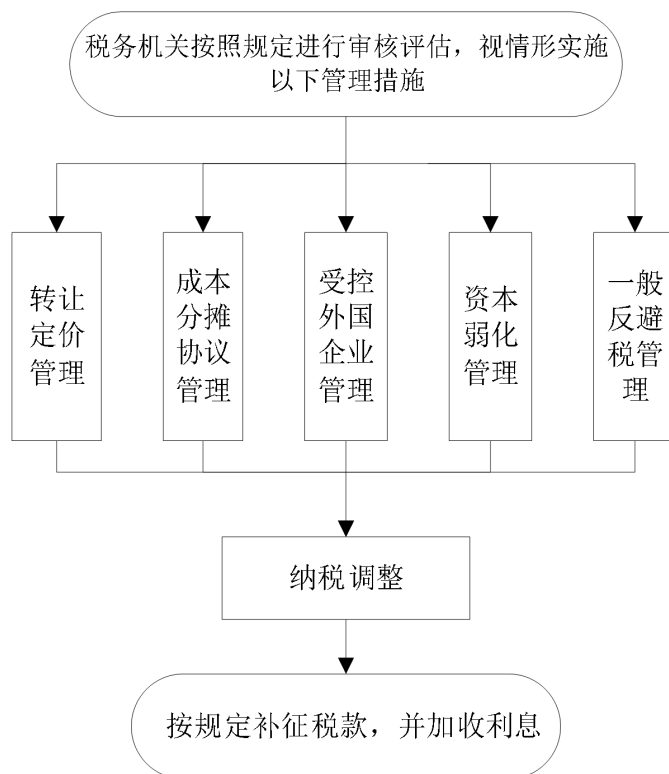 税务机关按照规定进行审核评估，视情形实施
以下管理措施
转让
定价
管理
成本
分摊
协议
管理
受控
外国
企业
管理
资本
弱化
管理
一般
反避
税管
理
纳税调整
按规定补征税款，并加收利息